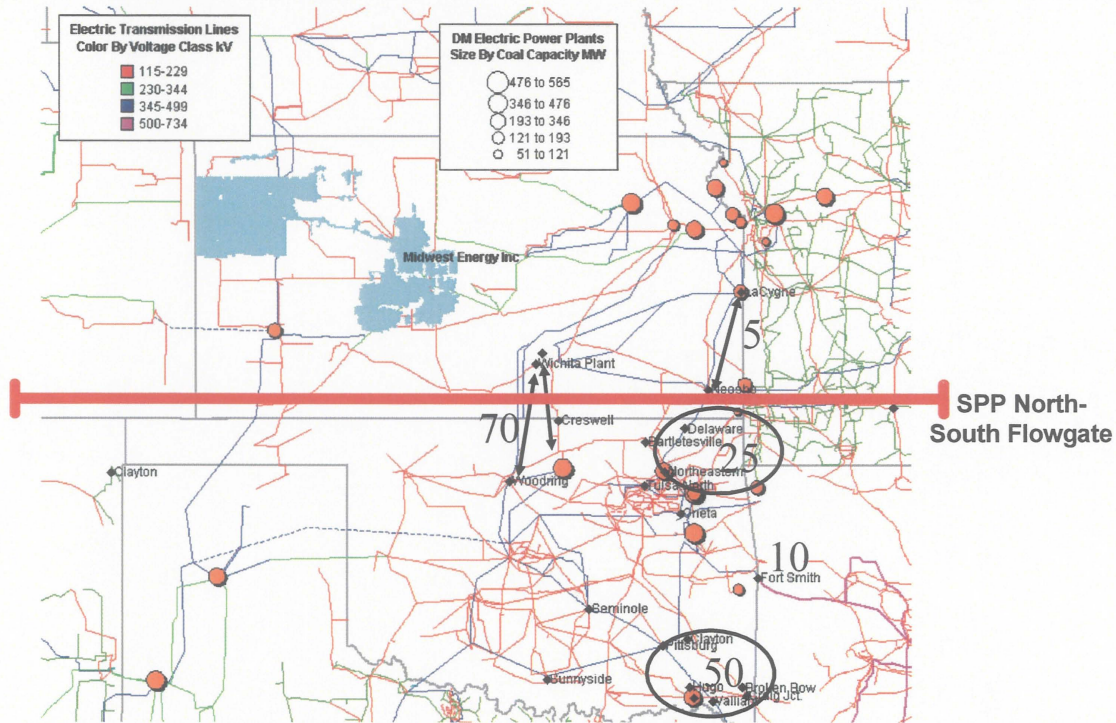 Electric Transmission Lines
Color By Voltage Class kV
115-229
230-344
345-499
500-734
DM Electric Power Plants
Size By Coal Capacity MW
476 to 565
346 to 476
193 to 346
121 to 193
51 to 121
Midwest Energy Inc
LaCygne
5
Wichita Plant
Neosho
SPP North-
South Flowgate
70
Creswell
Delaware
Bartletesville
25
Clayton
Northeastern
Woodring
Tulsa North
Oneta
10
Fort Smith
Seminole
Clayton
Pittsburg
50
Sunnyside
Hugo
Broken Bow
Valliant